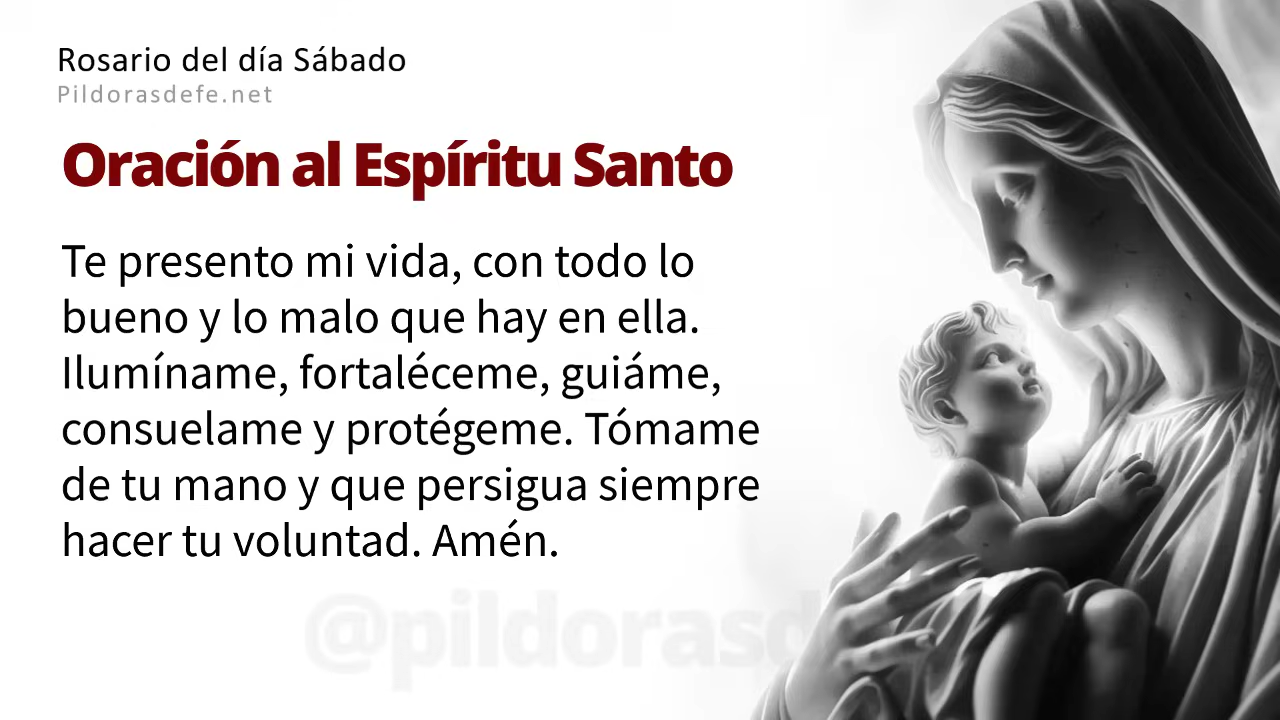 Rosario del día Sábado
Pildorasdefe.net
Oración al Espíritu Santo
Te presento mi vida, con todo lo
bueno y lo malo que hay en ella.
Ilumíname, fortaléceme, guiáme,
consuelame y protégeme. Tómame
de tu mano y que persigua siempre
hacer tu voluntad. Amén.